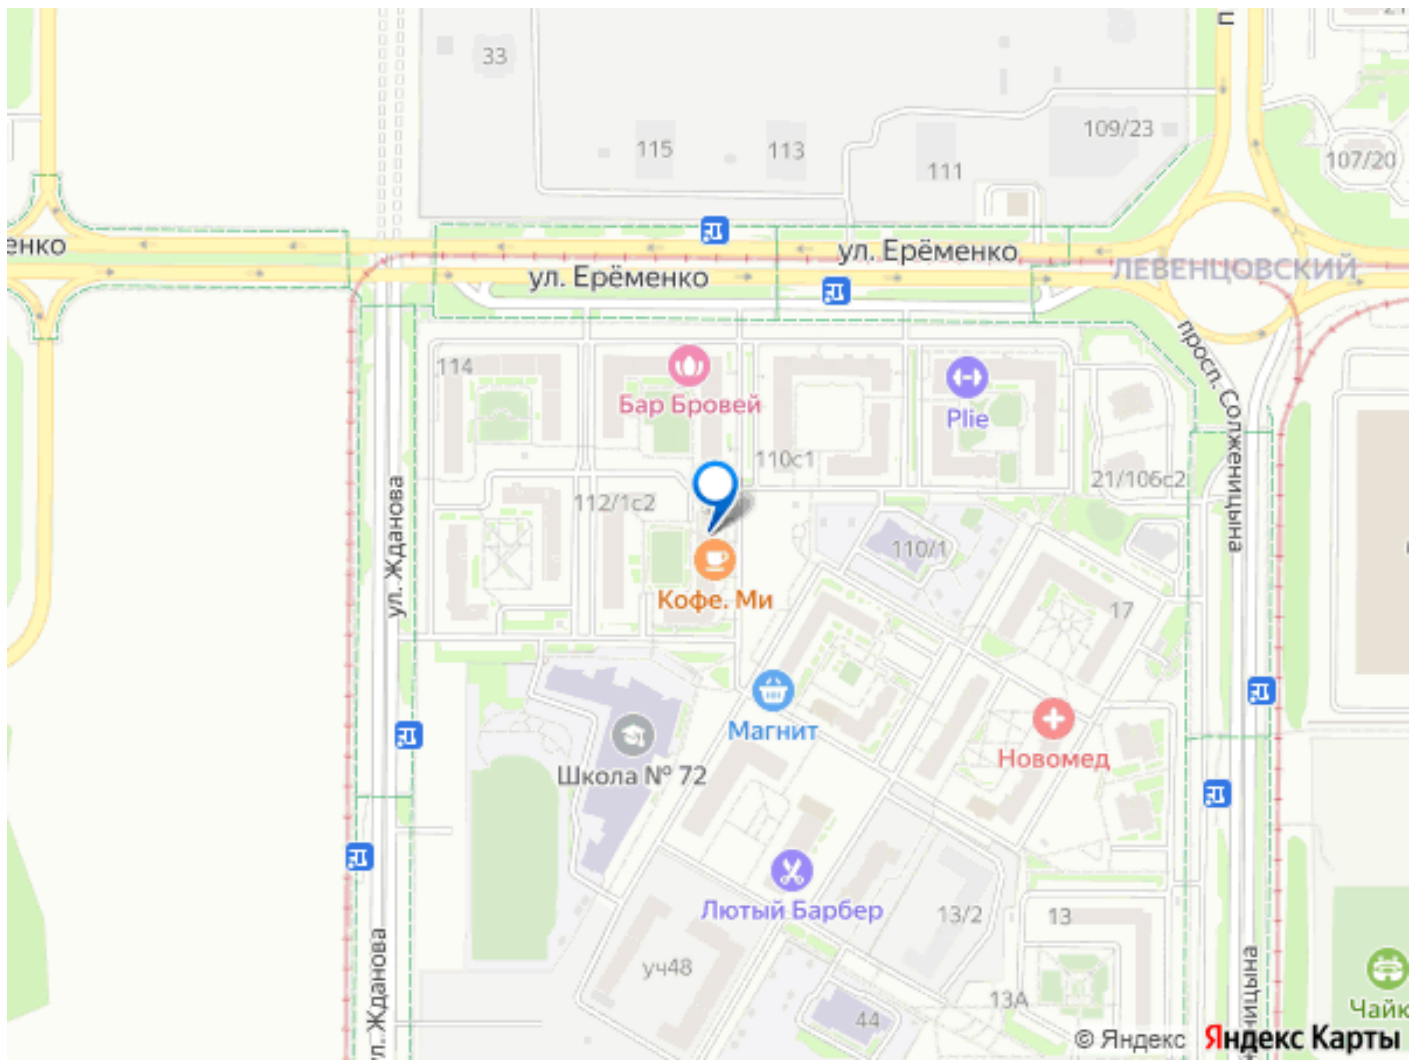 33
115
113
111
109/23
107/20
ул. Ерёменко
ул. Ерёменко
ЛЕВЕНЦОВСКИЙ
просп. Солженицына
114
Бар Бровей
Plie
110с1
21/106с2
112/1с2
ул. Жданова
110/1
Кофе. Ми
17
Магнит
Новомед
Школа № 72
Лютый Барбер
13/2
13
уч48
13А
44
ул. Жданова
Чайк
© Яндекс Яндекс Карты